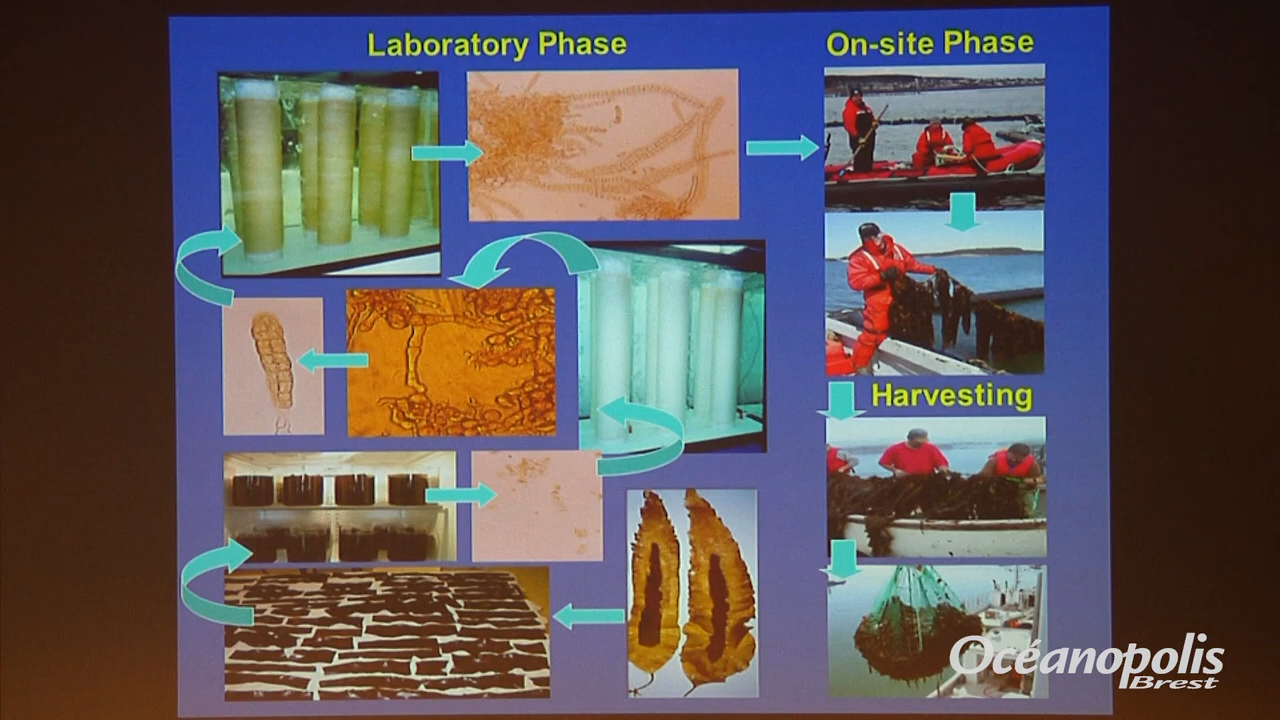 Laboratory Phase
On-site Phase
Harvesting
Océanopolis
Brest